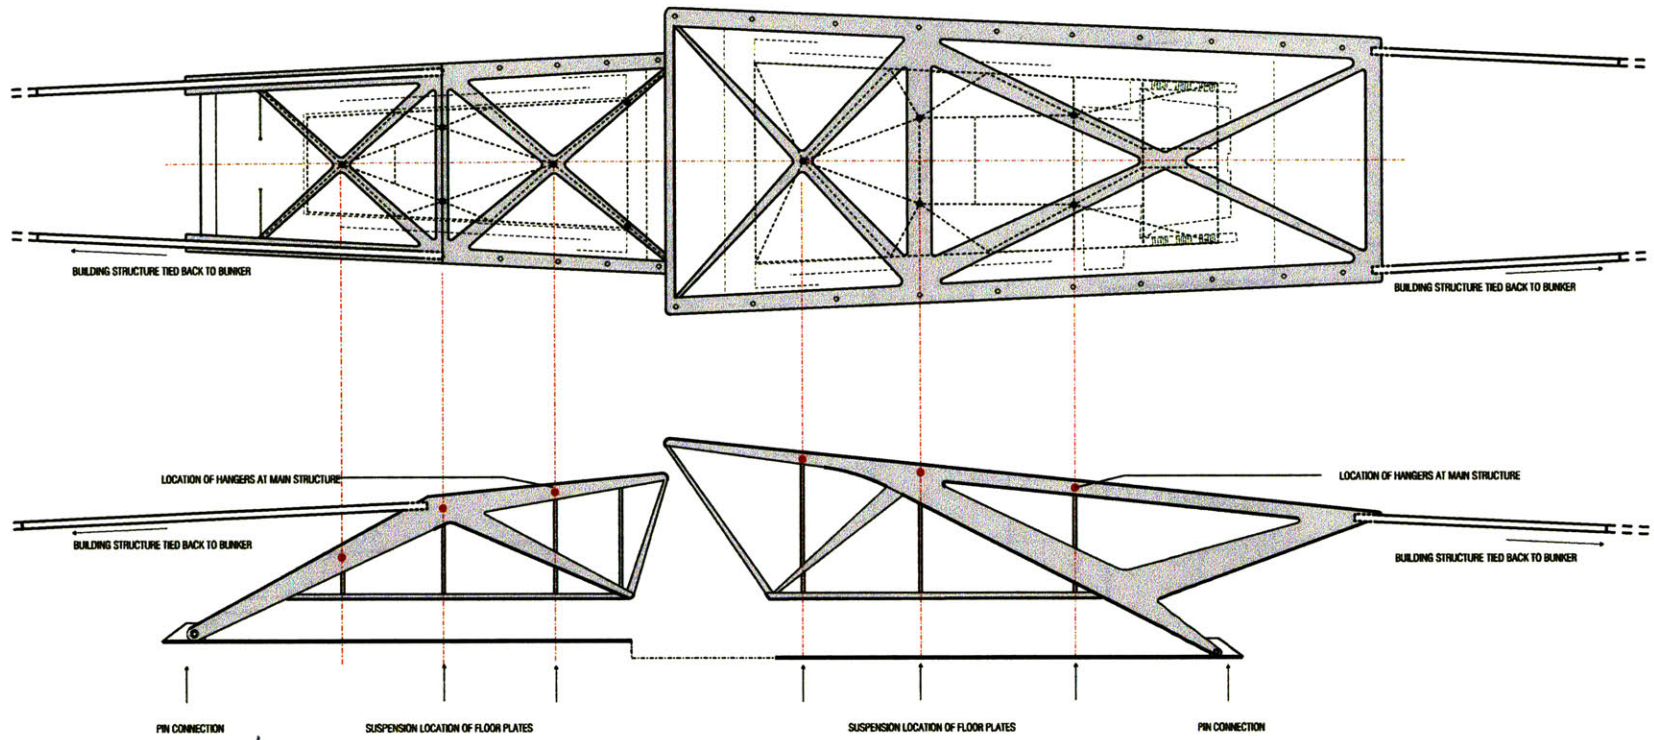 BUILDING STRUCTURE TIED BACK TO BUNKER
BUILDING STRUCTURE TIED BACK TO BUNKER
LOCATION OF HANGERS AT MAIN STRUCTURE
LOCATION OF HANGERS AT MAIN STRUCTURE
BUILDING STRUCTURE TIED BACK TO BUNKER
BUILDING STRUCTURE TIED BACK TO BUNKER
PIN CONNECTION
SUSPENSION LOCATION OF FLOOR PLATES
SUSPENSION LOCATION OF FLOOR PLATES
PIN CONNECTION